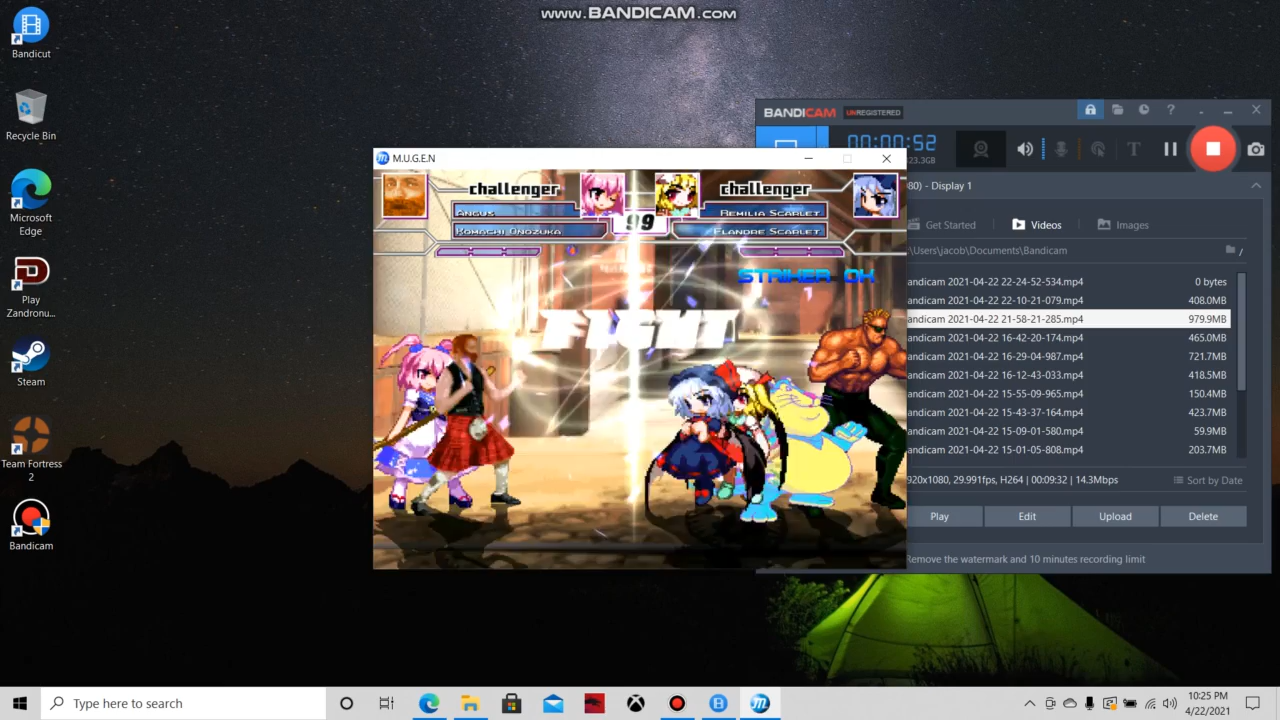 www.BANDICAM.com
Bandicut
Recycle Bin
Microsoft
Edge
Play
Zandronu...
Steam
Team Fortress
2
Bandicam
BANDICAM
UNREGISTERED
00:00:52
23.3GB
80) - Display 1
Get Started
Videos
Images
\Users\jacob\Documents\Bandicam
andicam 2021-04-22 22-24-52-534.mp4 0 bytes
andicam 2021-04-22 22-10-21-079.mp4 408.0MB
andicam 2021-04-22 21-58-21-285.mp4 979.9MB
andicam 2021-04-22 16-42-20-174.mp4 465.0MB
andicam 2021-04-22 16-29-04-987.mp4 721.7MB
andicam 2021-04-22 16-12-43-033.mp4 418.5MB
andicam 2021-04-22 15-55-09-965.mp4 150.4MB
andicam 2021-04-22 15-43-37-164.mp4 423.7MB
andicam 2021-04-22 15-09-01-580.mp4 59.9MB
andicam 2021-04-22 15-01-05-808.mp4 203.7MB
920x1080, 29.991fps, H264 | 00:09:32 | 14.3Mbps
Sort by Date
Play
Edit
Upload
Delete
Remove the watermark and 10 minutes recording limit
M.U.G.E.N
challenger
challenger
Angus
Remilia Scarlet
99
Komachi Onozuka
Flandre Scarlet
STRIKER OK
FIGHT
Type here to search
10:25 PM
4/22/2021